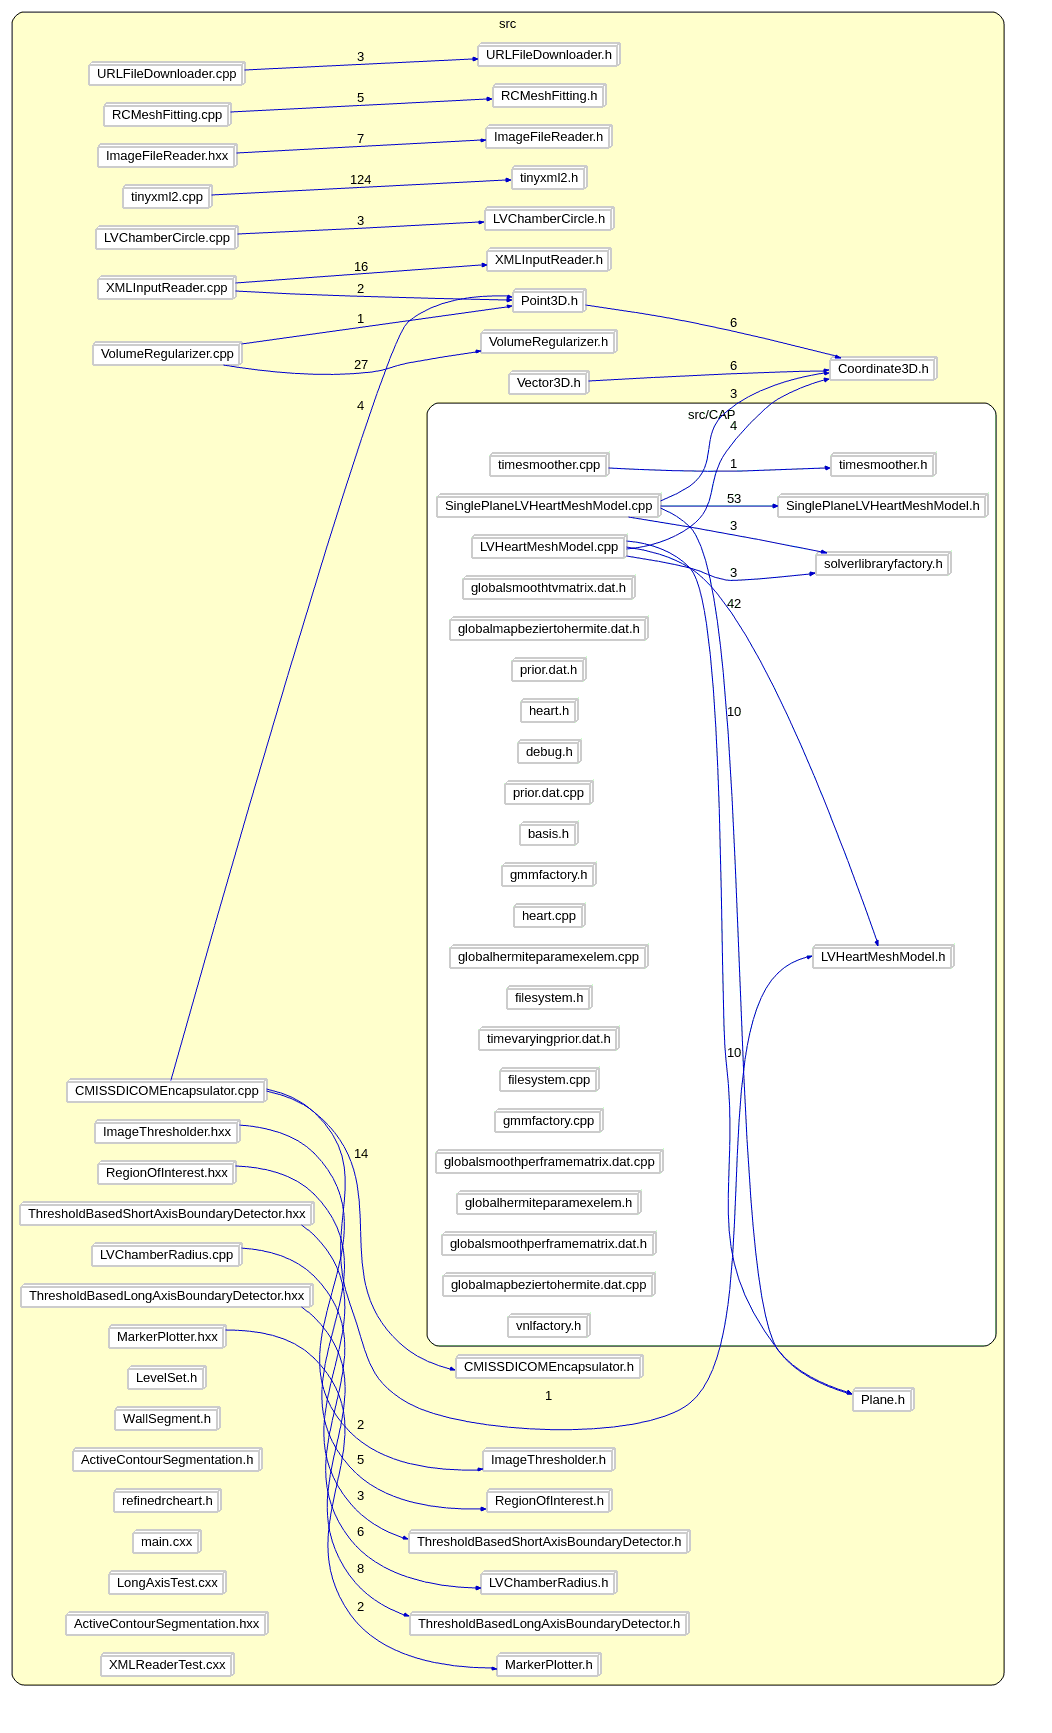 src
URLFileDownloader.cpp
3
URLFileDownloader.h
RCMeshFitting.cpp
5
RCMeshFitting.h
ImageFileReader.hxx
7
ImageFileReader.h
tinyxml2.cpp
124
tinyxml2.h
LVChamberCircle.cpp
3
LVChamberCircle.h
XMLInputReader.cpp
16
XMLInputReader.h
2
Point3D.h
1
6
VolumeRegularizer.cpp
27
VolumeRegularizer.h
Vector3D.h
6
Coordinate3D.h
4
3
src/CAP
4
timesmoother.cpp
1
timesmoother.h
SinglePlaneLVHeartMeshModel.cpp
53
SinglePlaneLVHeartMeshModel.h
3
LVHeartMeshModel.cpp
solverlibraryfactory.h
3
globalsmoothtvmatrix.dat.h
42
globalmapbeziertohermite.dat.h
prior.dat.h
heart.h
10
debug.h
prior.dat.cpp
basis.h
gmmfactory.h
heart.cpp
globalhermiteparamexelem.cpp
LVHeartMeshModel.h
filesystem.h
timevaryingprior.dat.h
10
filesystem.cpp
CMISSDICOMEncapsulator.cpp
gmmfactory.cpp
ImageThresholder.hxx
14
globalsmoothperframematrix.dat.cpp
RegionOfInterest.hxx
globalhermiteparamexelem.h
ThresholdBasedShortAxisBoundaryDetector.hxx
globalsmoothperframematrix.dat.h
LVChamberRadius.cpp
globalmapbeziertohermite.dat.cpp
ThresholdBasedLongAxisBoundaryDetector.hxx
vnlfactory.h
MarkerPlotter.hxx
CMISSDICOMEncapsulator.h
LevelSet.h
1
Plane.h
WallSegment.h
2
ActiveContourSegmentation.h
5
ImageThresholder.h
refinedrcheart.h
3
RegionOfInterest.h
main.cxx
6
ThresholdBasedShortAxisBoundaryDetector.h
LongAxisTest.cxx
8
LVChamberRadius.h
ActiveContourSegmentation.hxx
2
ThresholdBasedLongAxisBoundaryDetector.h
XMLReaderTest.cxx
MarkerPlotter.h